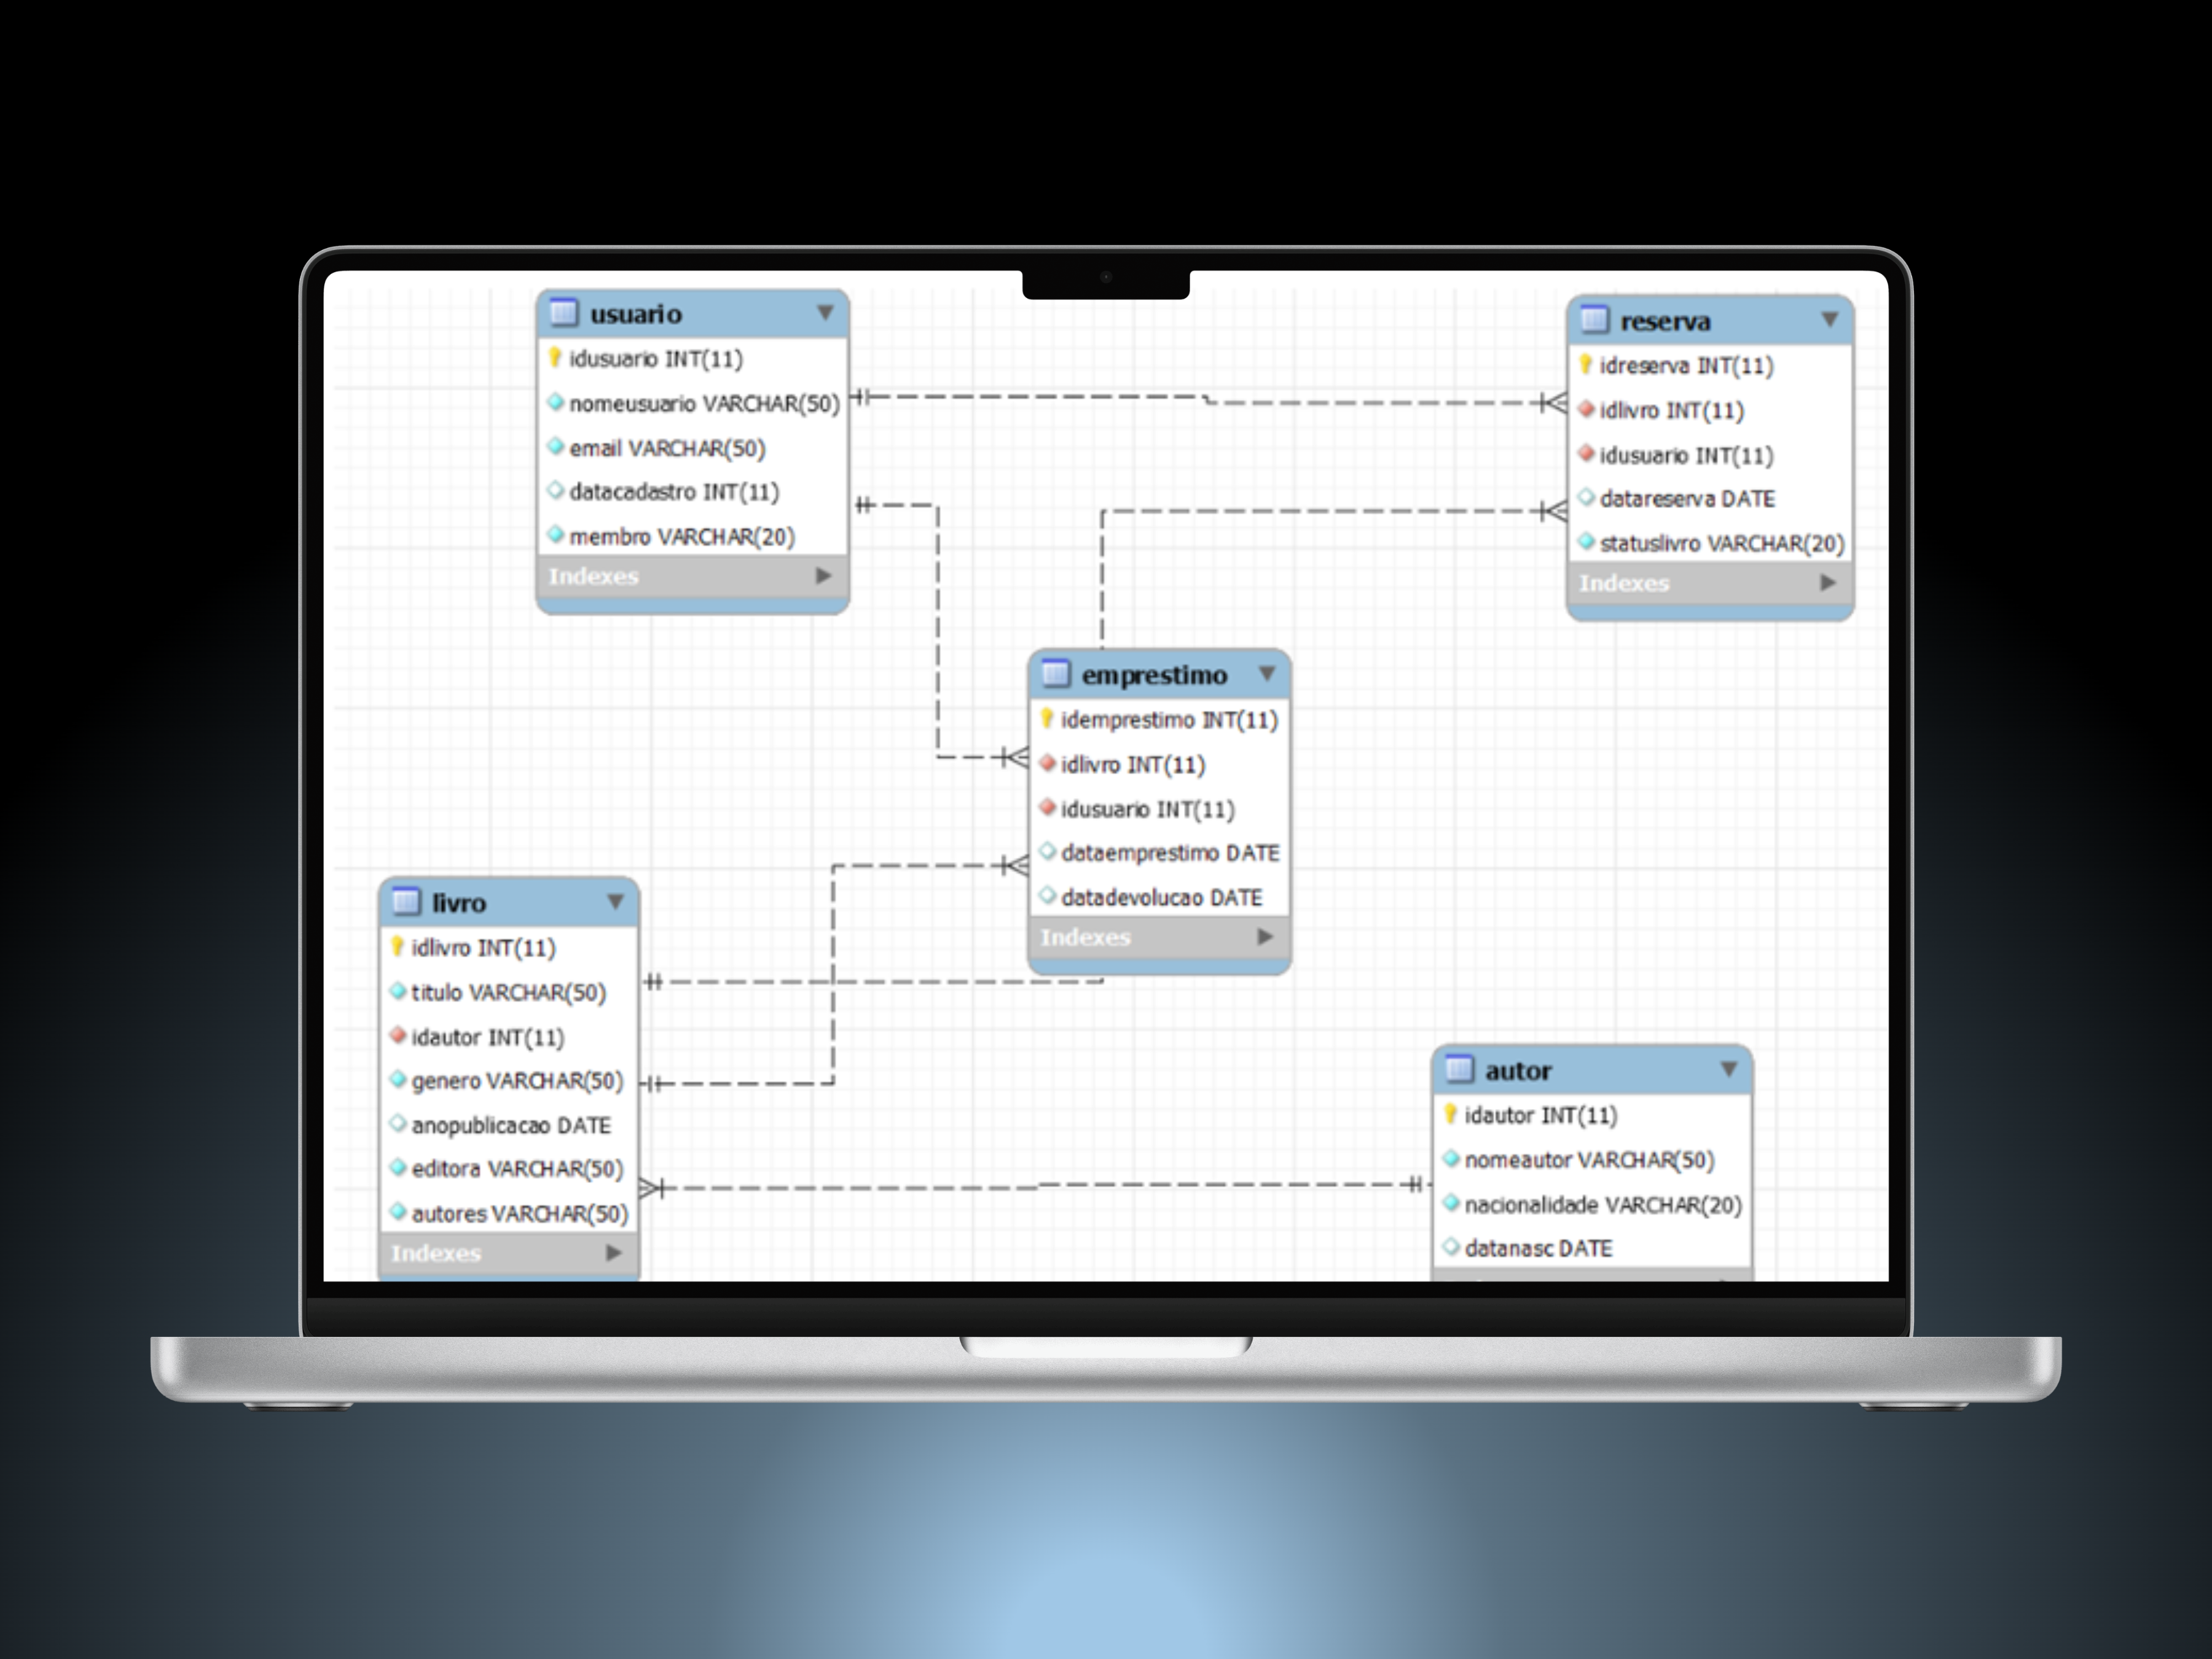 usuario
idusuario INT(11)
nomeusuario VARCHAR(50)
email VARCHAR(50)
datacadastro INT(11)
membro VARCHAR(20)
Indexes
reserva
idreserva INT(11)
idlivro INT(11)
idusuario INT(11)
datareserva DATE
statuslivro VARCHAR(20)
Indexes
emprestimo
idemprestimo INT(11)
idlivro INT(11)
idusuario INT(11)
dataemprestimo DATE
datadevolucao DATE
Indexes
livro
idlivro INT(11)
titulo VARCHAR(50)
idautor INT(11)
genero VARCHAR(50)
anopublicacao DATE
editora VARCHAR(50)
autores VARCHAR(50)
Indexes
autor
idautor INT(11)
nomeautor VARCHAR(50)
nacionalidade VARCHAR(20)
datanasc DATE